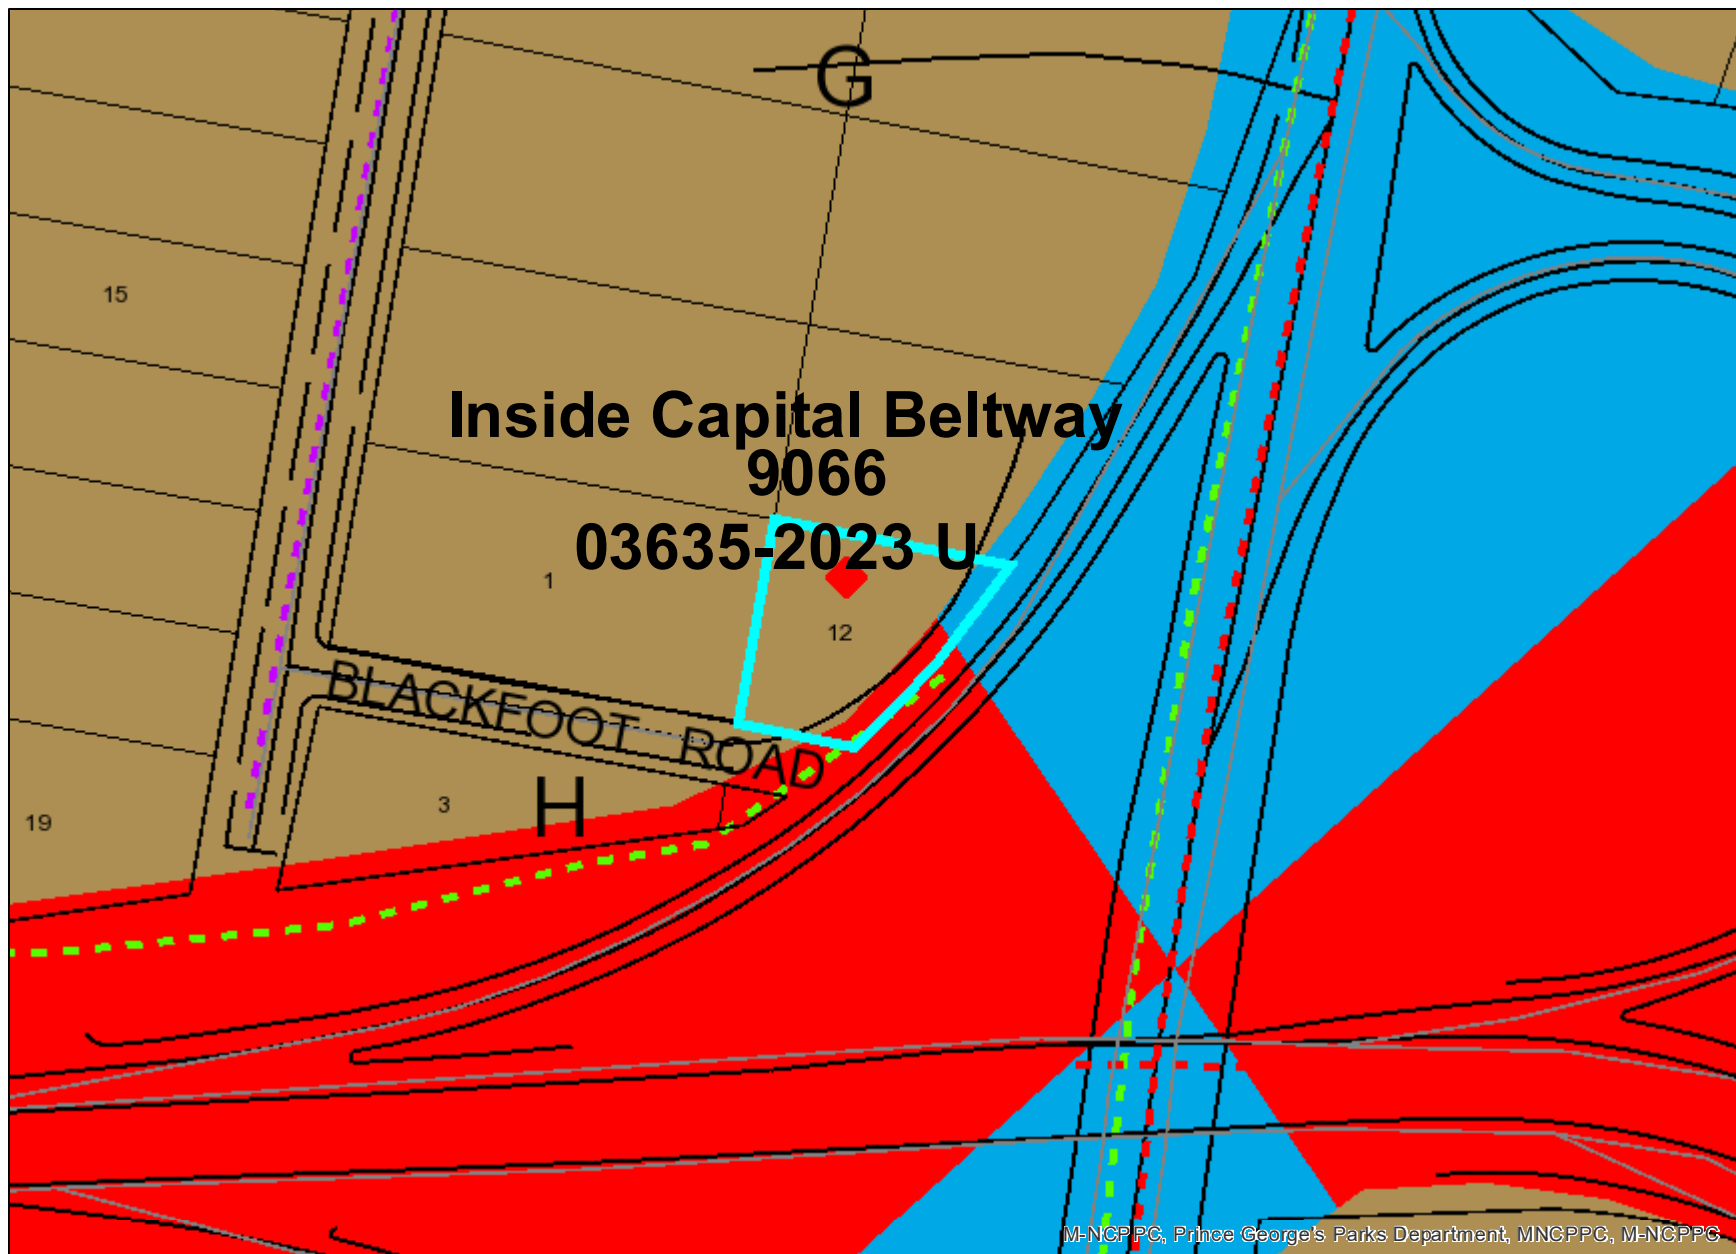 G
15
Inside Capital Beltway
9066
03635-2023 U
1
12
BLACKFOOT ROAD
H
3
19
M-NCPPC, Prince George's Parks Department, MNCPPC, M-NCPPC